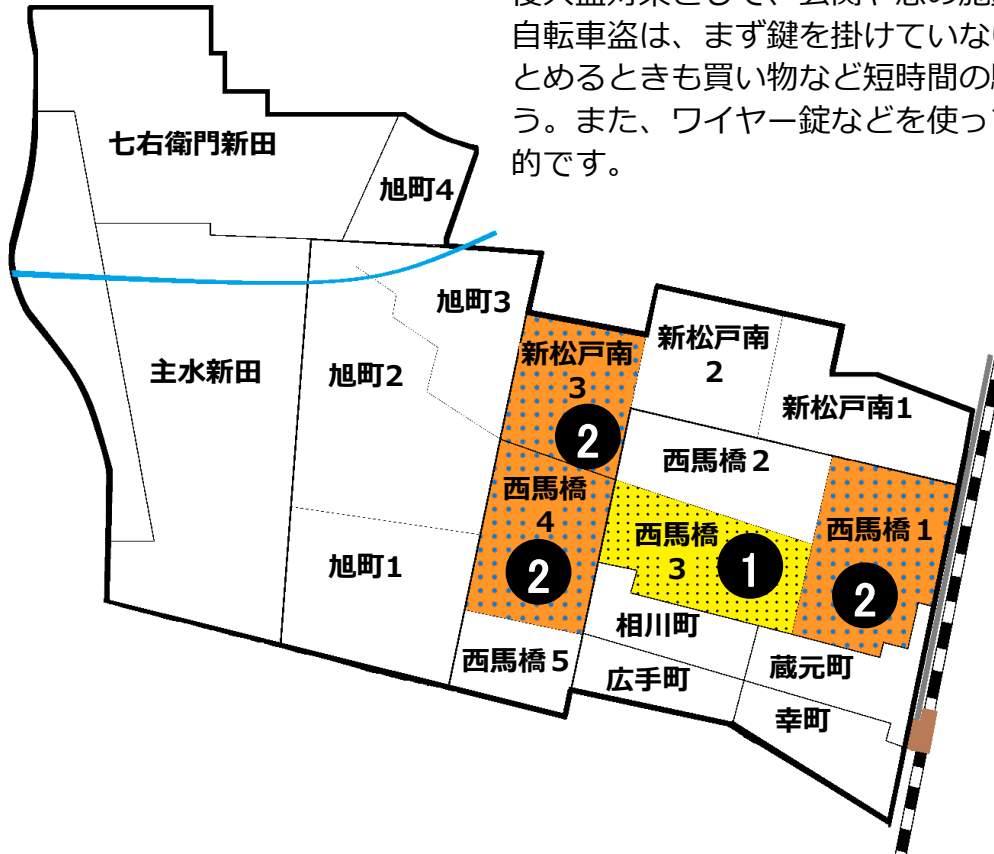 自転車盗は、まず鍵を掛けていない
とめるときも買い物など短時間の
う。また、ワイヤー錠などを使っ
的です。
七右衛門新田
旭町4
旭町3
新松戸南
3
2
新松戸南
2
主水新田
旭町2
新松戸南1
西馬橋2
西馬橋
4
2
西馬橋
3
1
西馬橋1
2
旭町1
相川町
西馬橋5
広手町
蔵元町
幸町